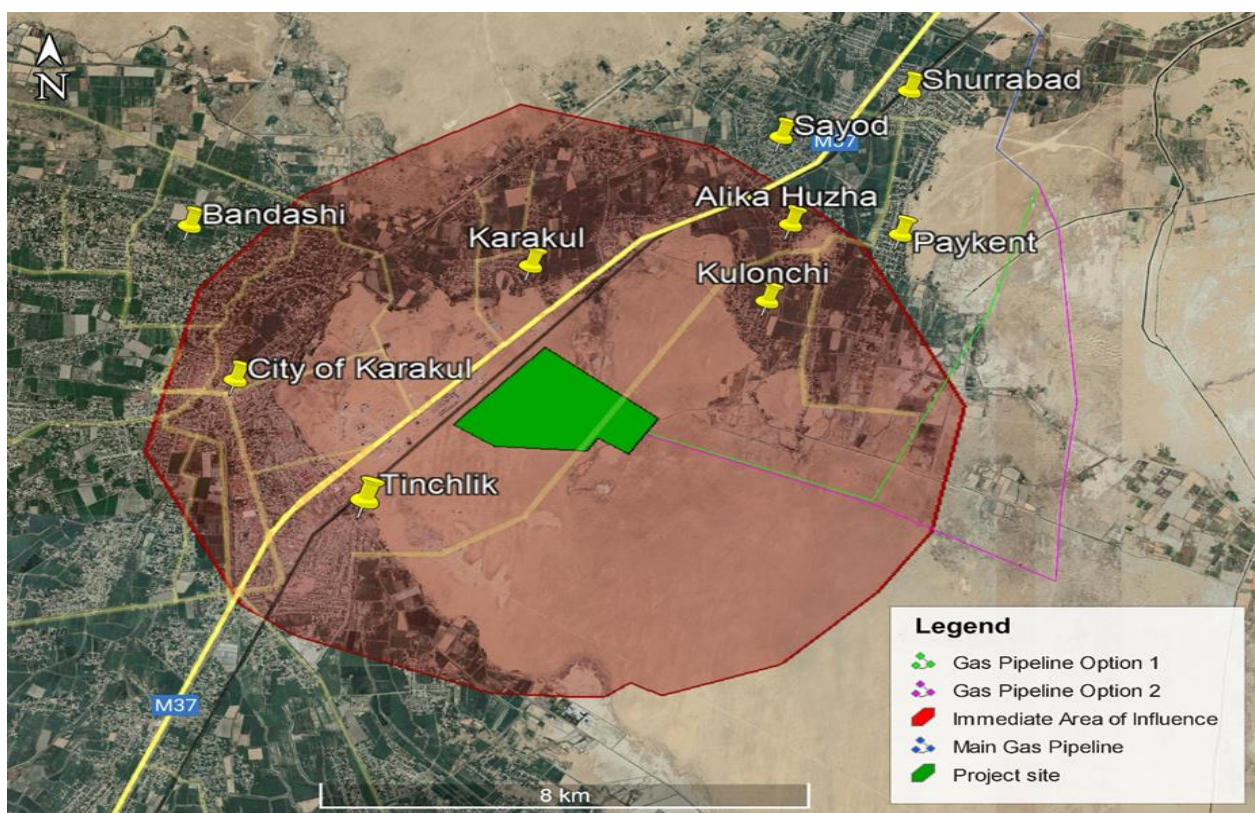 N
Shurrabad
Sayod
M37
Alika Huzha
Bandashi
Karakul
Paykent
Kulonchi
City of Karakul
Tinchlik
M37
8 km
Legend
Gas Pipeline Option 1
Gas Pipeline Option 2
Immediate Area of Influence
Main Gas Pipeline
Project site